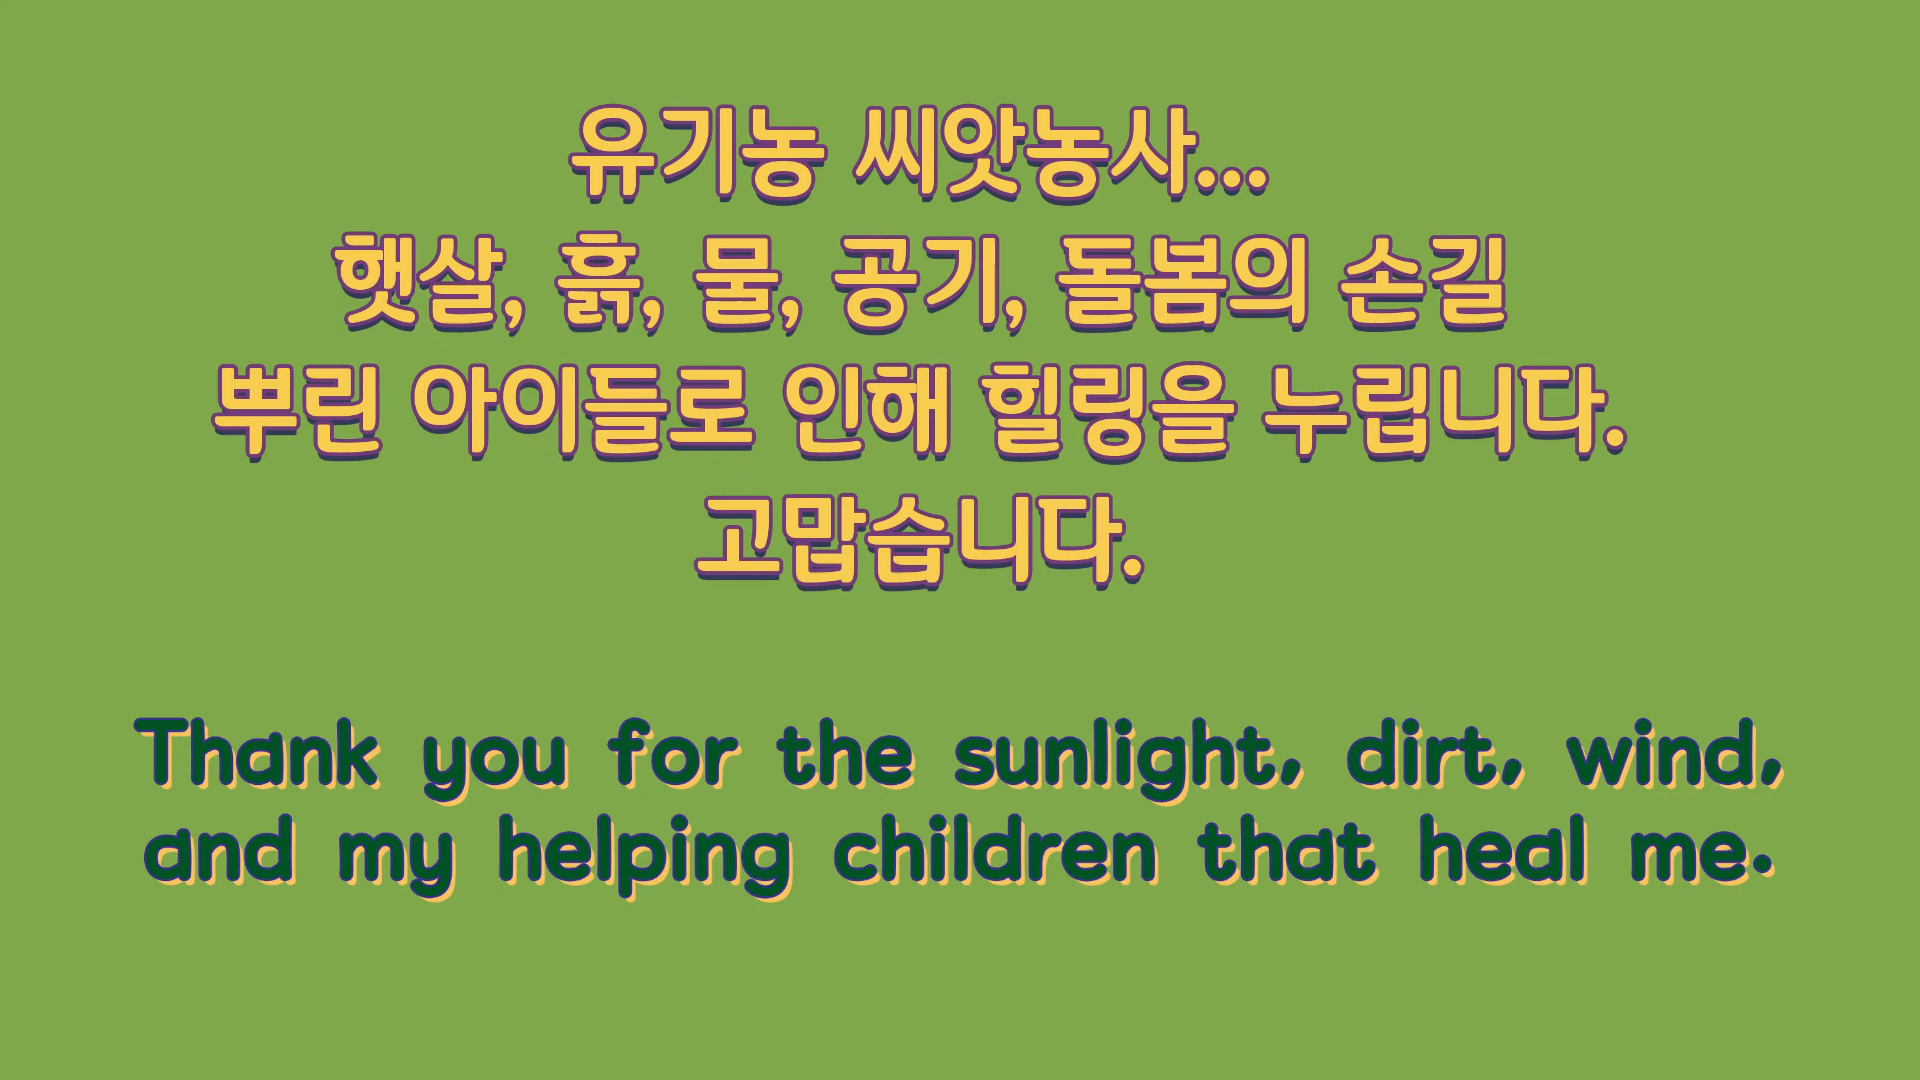 유기농 씨앗농사...
햇살, 흙, 물, 공기, 돌봄의 손길
뿌린 아이들로 인해 힐링을 누립니다.
고맙습니다.
Thank you for the sunlight, dirt, wind,
and my helping children that heal me.